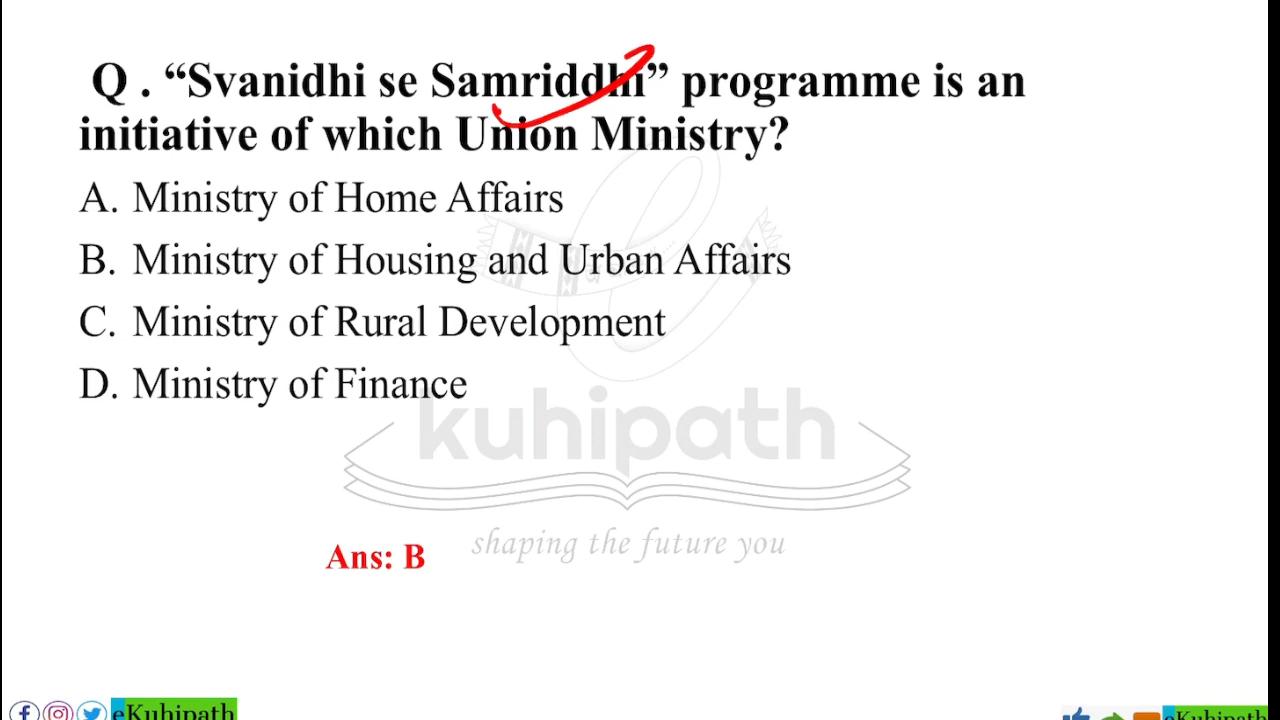 Q . “Svanidhi se Samriddhi” programme is an
initiative of which Union Ministry?
A. Ministry of Home Affairs
B. Ministry of Housing and Urban Affairs
C. Ministry of Rural Development
D. Ministry of Finance
kuhipath
shaping the future you
Ans: B
eKuhipath
eKuhipath